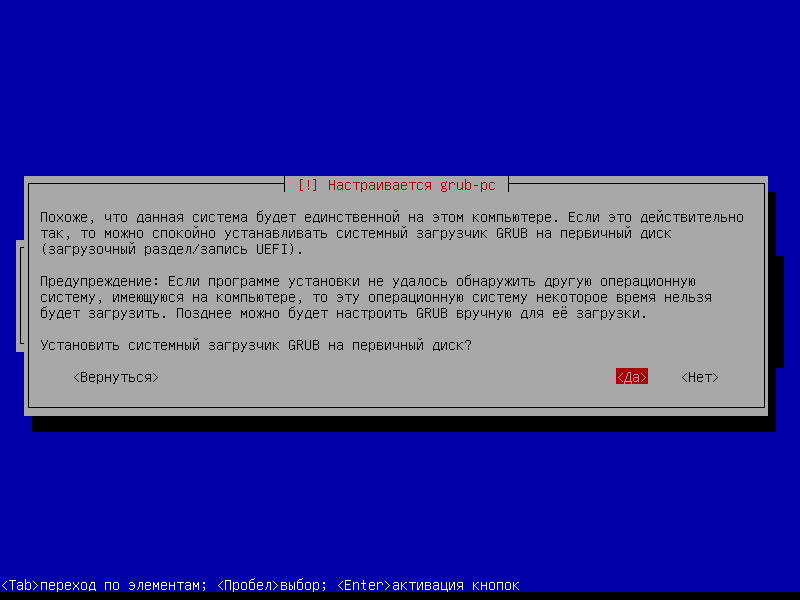 [!] Настраивается grub-pc
Похоже, что данная система будет единственной на этом компьютере. Если это действительно
так, то можно спокойно устанавливать системный загрузчик GRUB на первичный диск
(загрузочный раздел/запись UEFI).
Предупреждение: Если программе установки не удалось обнаружить другую операционную
систему, имеющуюся на компьютере, то эту операционную систему некоторое время нельзя
будет загрузить. Позднее можно будет настроить GRUB вручную для её загрузки.
Установить системный загрузчик GRUB на первичный диск?
<Вернуться> <Да> <Нет>
<Tab>переход по элементам; <Пробел>выбор; <Enter>активация кнопок